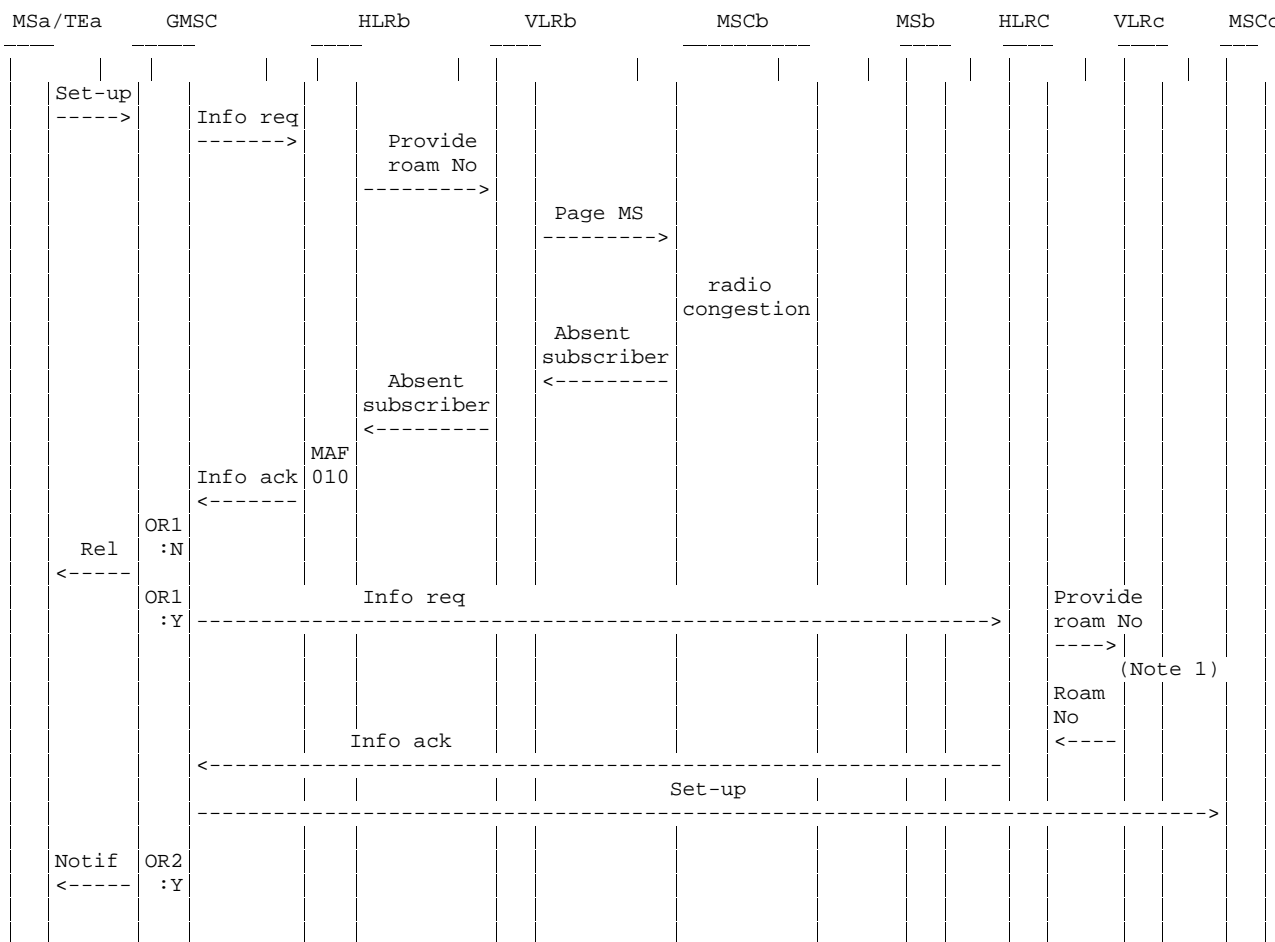 MSa/TEa GMSC HLRb VLRb MSCb MSb HLRC VLRc MSCc
Set-up
-----> Info req
-------> Provide
roam No
--------->
Page MS
--------->
radio
congestion
Absent
subscriber
Absent <---------
subscriber
<---------
MAF
Info ack 010
<-------
OR1
Rel :N
<-----
OR1 Info req Provide
:Y --------------------------------------------------------------> roam No
---->
(Note 1)
Roam
No
Info ack <----
<--------------------------------------------------------------
Set-up
------------------------------------------------------------------------------->
Notif OR2
<----- :Y